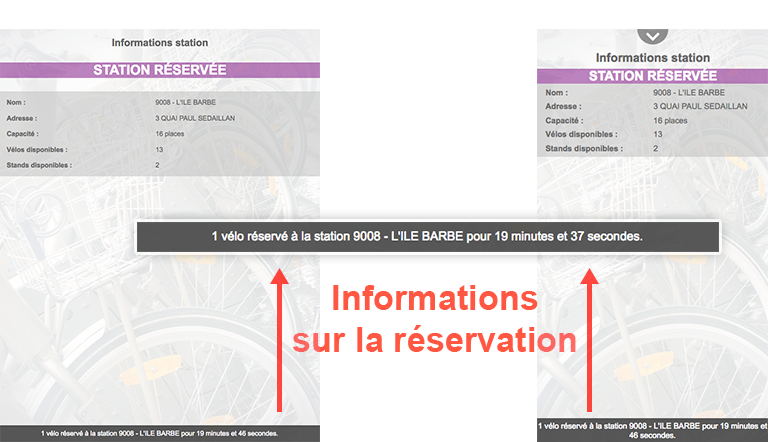 Informations station
STATION RÉSERVÉE
Nom : 9008 - L'ILE BARBE
Adresse : 3 QUAI PAUL SEDAILLAN
Capacité : 16 places
Vélos disponibles : 13
Stands disponibles : 2
Informations station
STATION RÉSERVÉE
Nom : 9008 - L'ILE BARBE
Adresse : 3 QUAI PAUL SEDAILLAN
Capacité : 16 places
Vélos disponibles : 13
Stands disponibles : 2
1 vélo réservé à la station 9008 - L'ILE BARBE pour 19 minutes et 37 secondes.
Informations
sur la réservation
1 vélo réservé à la station 9008 - L'ILE BARBE pour 19 minutes et 46 secondes.
1 vélo réservé à la station 9008 - L'ILE BARBE pour 19 minutes et
46 secondes.